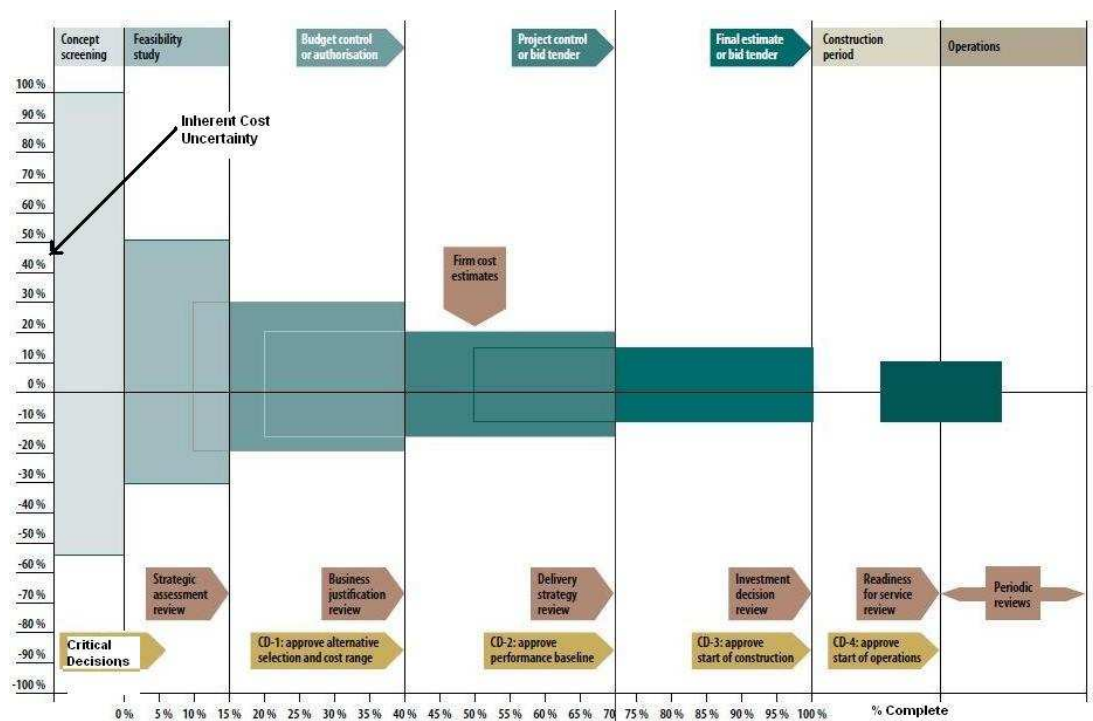 Concept
screening
Feasibility
study
Budget control
or authorisation
Project control
or bid tender
Final estimate
or bid tender
Construction
period
Operations
100 %
90 %
80 %
70 %
60 %
50 %
40 %
30 %
20 %
10 %
0 %
-10 %
-20 %
-30 %
-40 %
-50 %
-60 %
-70 %
-80 %
-90 %
-100 %
Inherent Cost
Uncertainty
Firm cost
estimates
Strategic
assessment
review
Business
justification
review
Delivery
strategy
review
Investment
decision
review
Readiness
for service
review
Periodic
reviews
Critical
Decisions
CD-1: approve alternative
selection and cost range
CD-2: approve
performance baseline
CD-3: approve
start of construction
CD-4: approve
start of operations
0 % 5 % 10 % 15 % 20 % 25 % 30 % 35 % 40 % 45 % 50 % 55 % 60 % 65 % 70 75 % 80 % 85 % 90 % 95 % 100 % % Complete